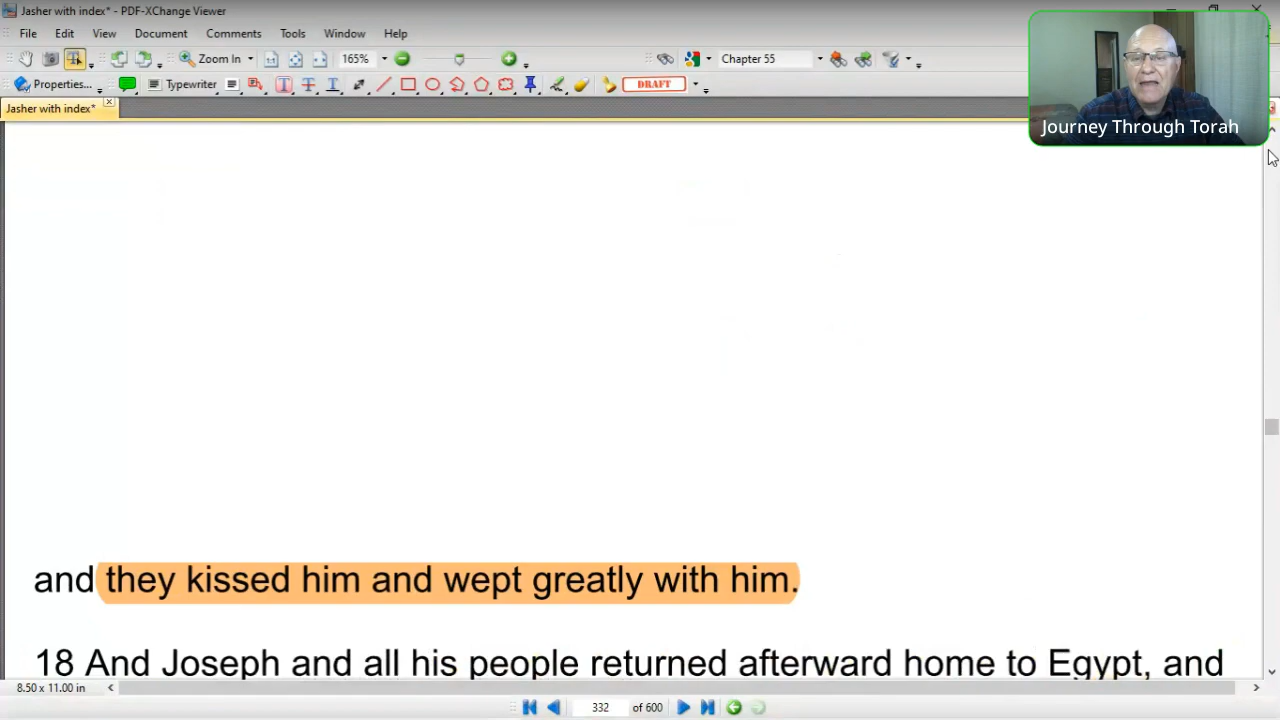 Jasher with index* - PDF-XChange Viewer
File Edit View Document Comments Tools Window Help
Zoom In 165% Chapter 55
Properties... Typewriter DRAFT
Jasher with index*
Journey Through Torah
and they kissed him and wept greatly with him.
18 And Joseph and all his people returned afterward home to Egypt, and
8.50 x 11.00 in
332 of 600